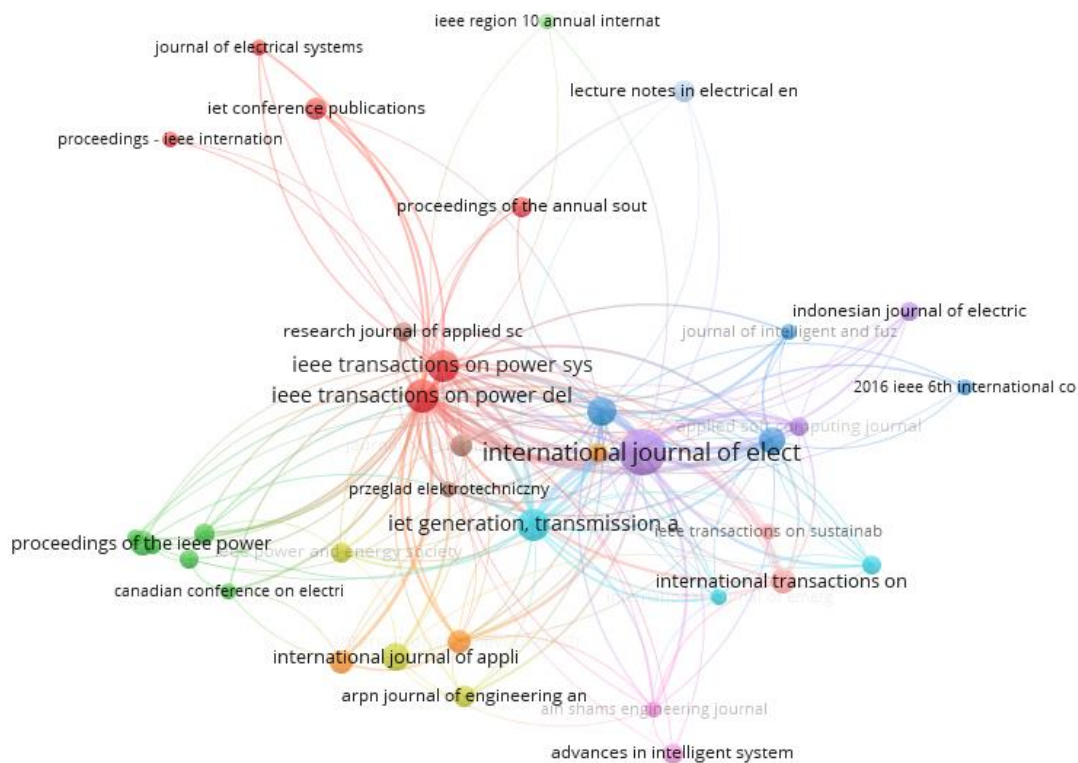 ieee region 10 annual internat
journal of electrical systems
lecture notes in electrical en
iet conference publications
proceedings - ieee internation
proceedings of the annual sout
indonesian journal of electric
research journal of applied sc
journal of intelligent and fuz
ieee transactions on power sys
2016 ieee 6th international co
ieee transactions on power del
applied soft computing journal
international journal of elect
przeglad elektrotechniczny
iet generation, transmission a
ieee transactions on sustainab
proceedings of the ieee power
ieee power and energy society
international transactions on
canadian conference on electri
international journal of appli
arpn journal of engineering an
ain shams engineering journal
advances in intelligent system